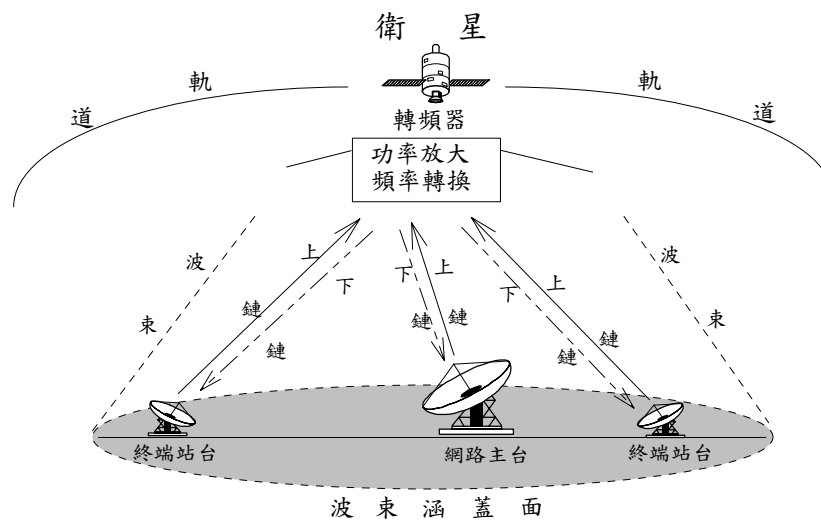 衛星
軌道
軌道
轉頻器
功率放大
頻率轉換
波束
上鏈
下鏈
下鏈
上鏈
下鏈
上鏈
波束
終端站台
網路主台
終端站台
波束涵蓋面